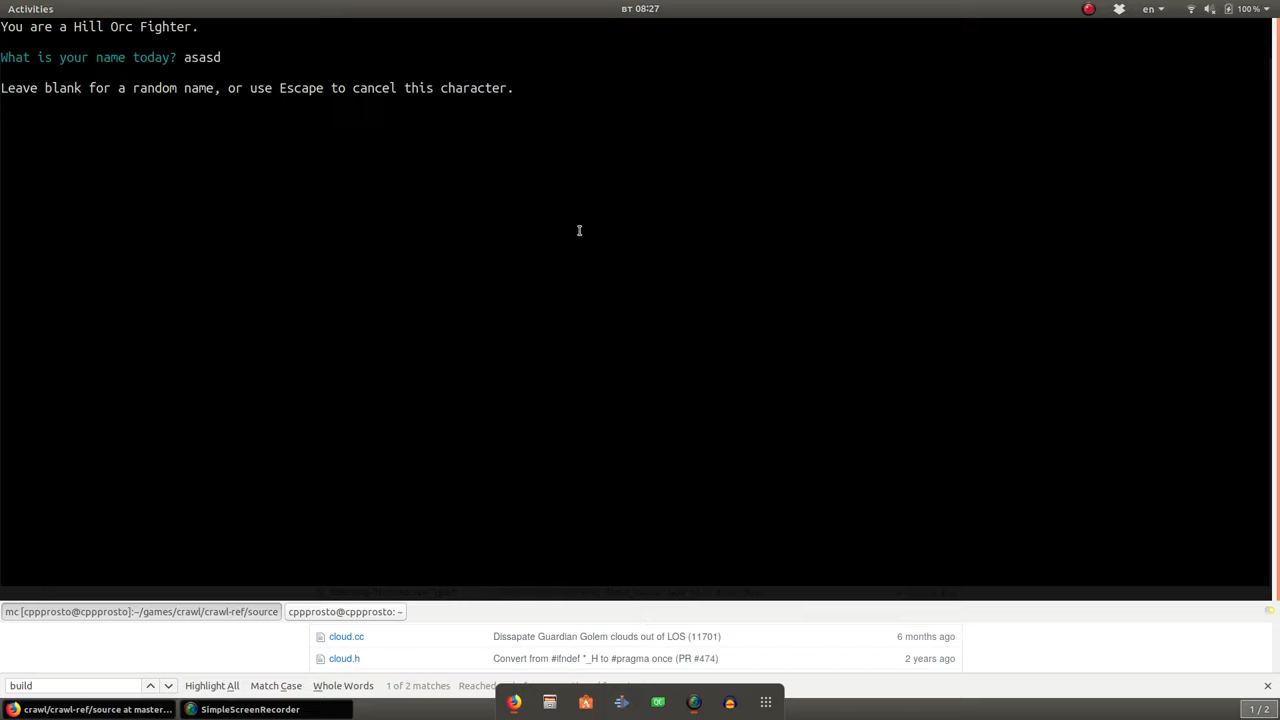 Activities
вт 08:27
en
100 %
You are a Hill Orc Fighter.
What is your name today? asasd
Leave blank for a random name, or use Escape to cancel this character.
mc [cppprosto@cppprosto]:~/games/crawl/crawl-ref/source
cppprosto@cppprosto: ~
cloud.cc
Dissapate Guardian Golem clouds out of LOS (11701)
6 months ago
cloud.h
Convert from #ifndef *_H to #pragma once (PR #474)
2 years ago
build
Highlight All
Match Case
Whole Words
1 of 2 matches
Reached
crawl/crawl-ref/source at master...
SimpleScreenRecorder
1 / 2